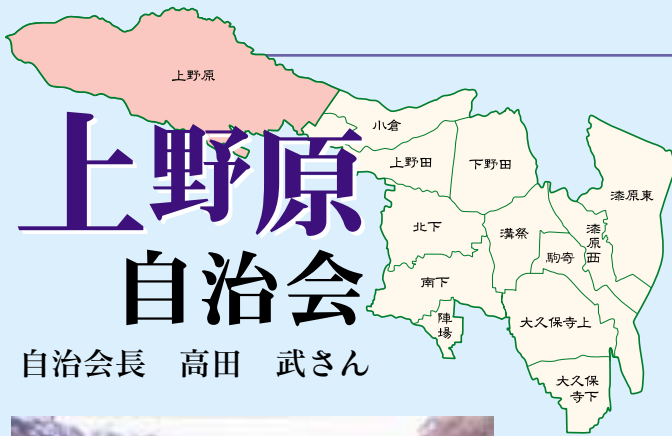 上野原
自治会
自治会長 高田 武さん
上野原
小倉
上野田
下野田
漆原東
北下
溝祭
漆原西
駒寄
南下
陣場
大久保寺上
大久保
寺下